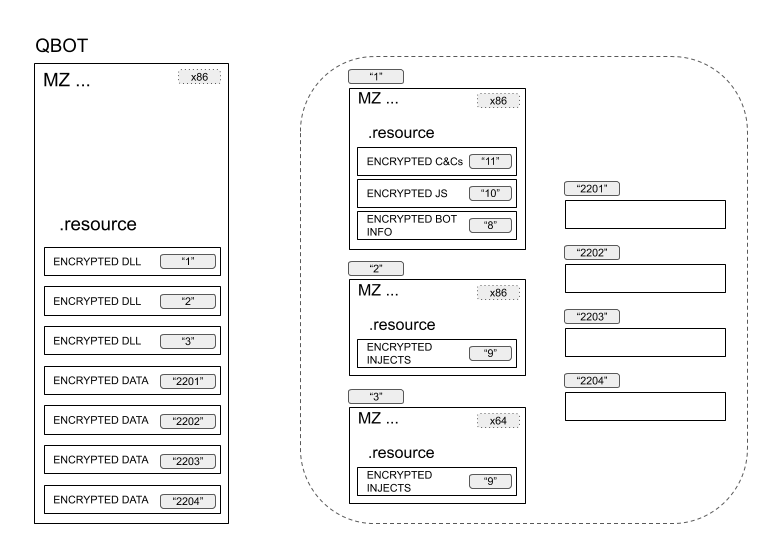 QBOT
MZ ...
x86
.resource
ENCRYPTED DLL “1”
ENCRYPTED DLL “2”
ENCRYPTED DLL “3”
ENCRYPTED DATA “2201”
ENCRYPTED DATA “2202”
ENCRYPTED DATA “2203”
ENCRYPTED DATA “2204”
“1”
MZ ...
x86
.resource
ENCRYPTED C&Cs “11”
ENCRYPTED JS “10”
ENCRYPTED BOT
INFO
“8”
“2”
MZ ...
x86
.resource
ENCRYPTED
INJECTS
“9”
“3”
MZ ...
x64
.resource
ENCRYPTED
INJECTS
“9”
“2201”
“2202”
“2203”
“2204”